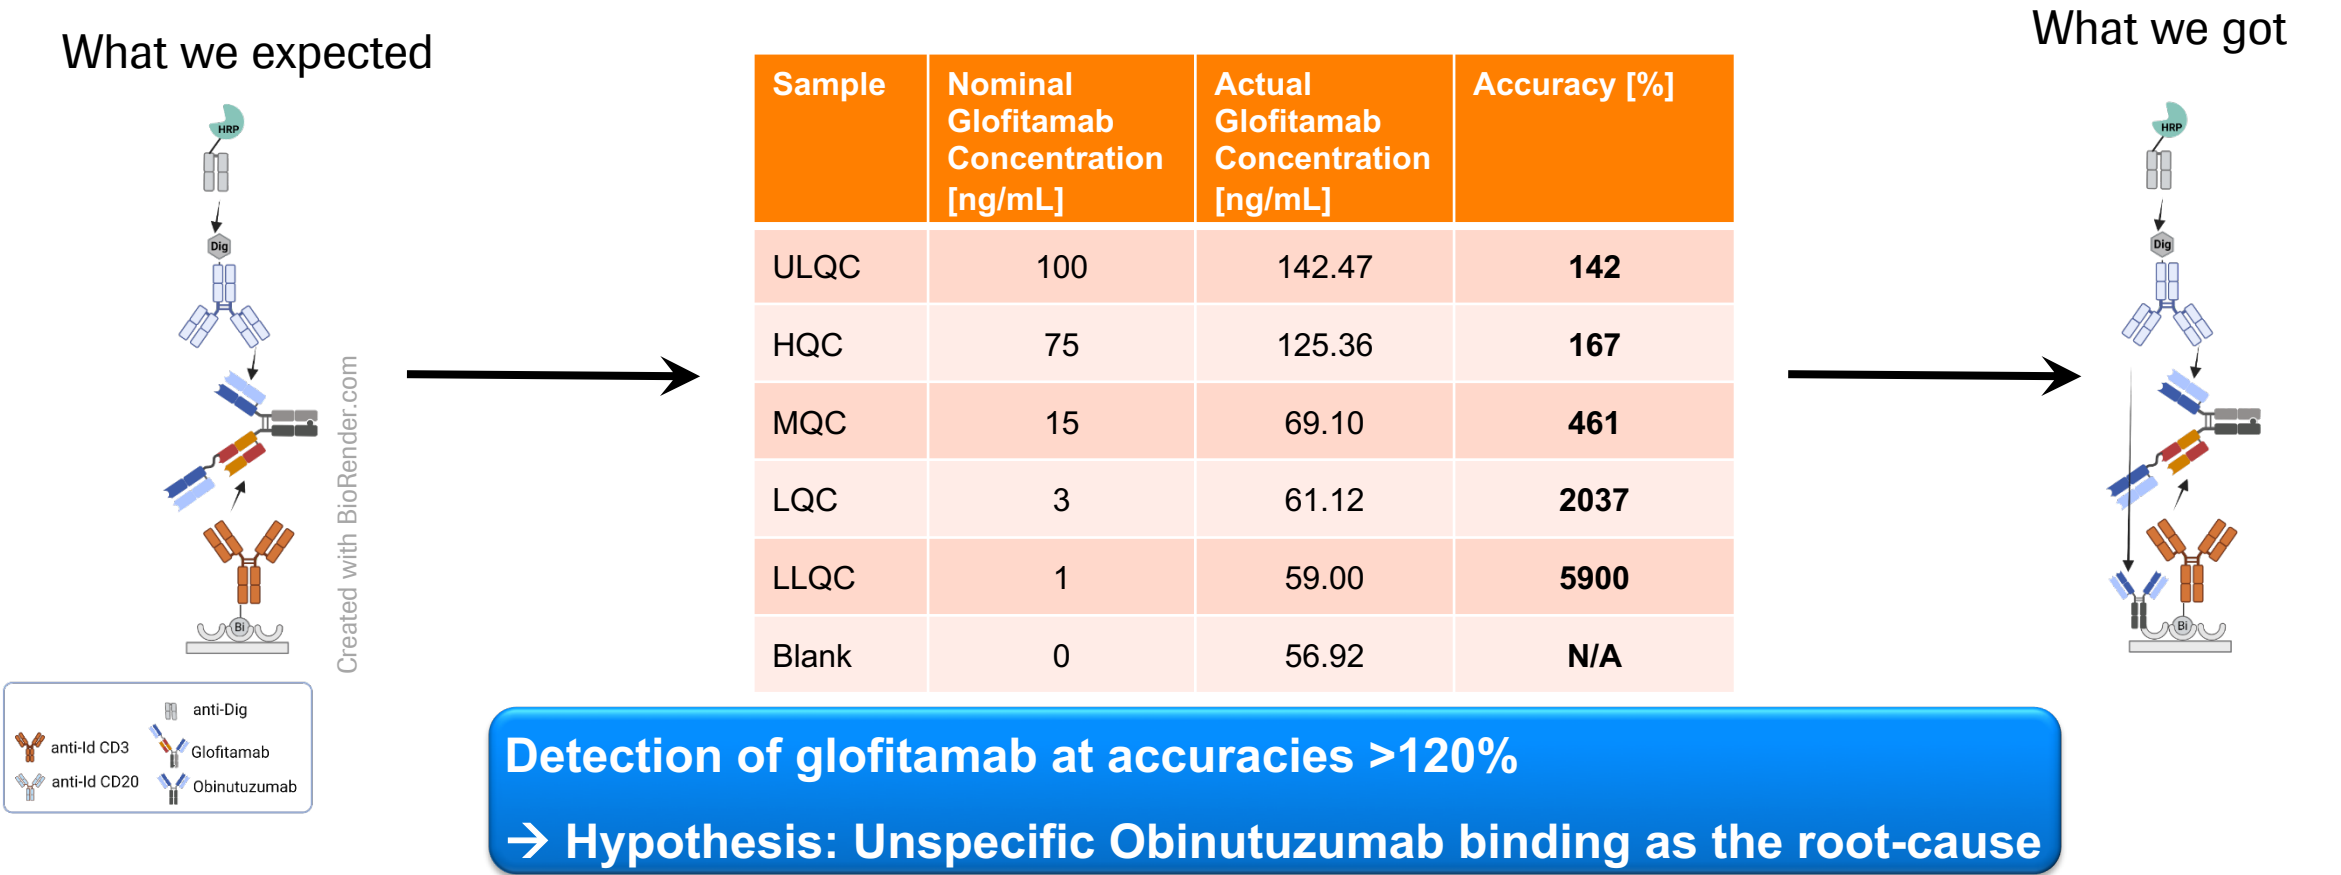 What we expected
What we got
HRP
Dig
Bi
Created with BioRender.com
anti-Dig
anti-Id CD3
Glofitamab
anti-Id CD20
Obinutuzumab
Sample
Nominal
Glofitamab
Concentration
[ng/mL]
Actual
Glofitamab
Concentration
[ng/mL]
Accuracy [%]
ULQC 100 142.47 142
HQC 75 125.36 167
MQC 15 69.10 461
LQC 3 61.12 2037
LLQC 1 59.00 5900
Blank 0 56.92 N/A
HRP
Dig
Bi
Detection of glofitamab at accuracies >120%
→ Hypothesis: Unspecific Obinutuzumab binding as the root-cause